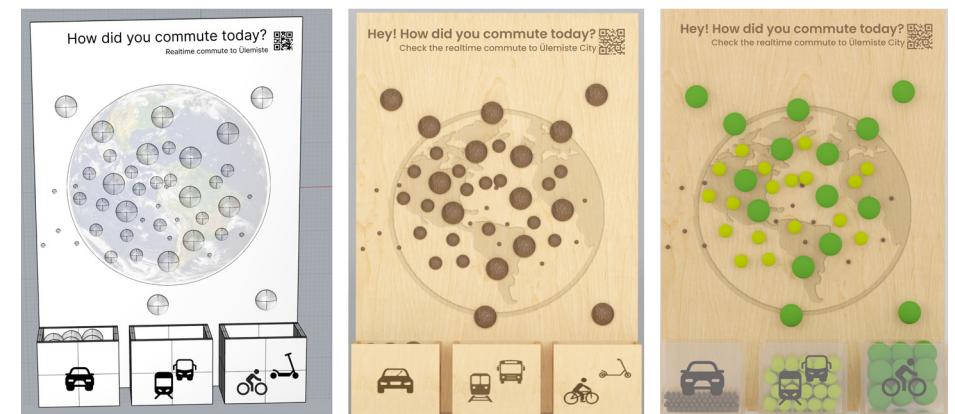 How did you commute today?
Realtime commute to Ülemiste
Hey! How did you commute today?
Check the realtime commute to Ülemiste City
Hey! How did you commute today?
Check the realtime commute to Ülemiste City